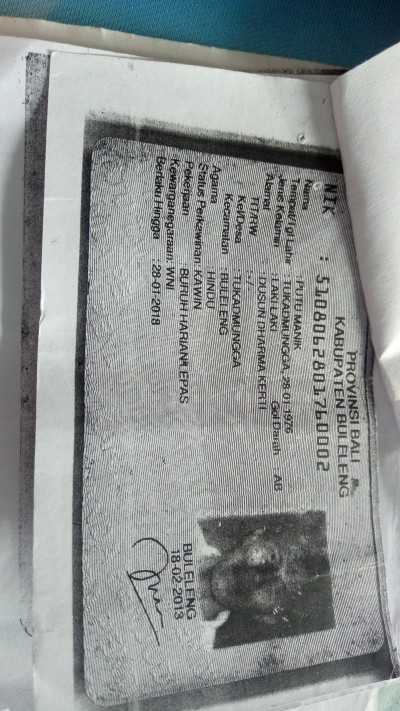 PROVINSI BALI
KABUPATEN BULELENG
NIK : 5108062801760002
Nama : PUTU MANIK
Tempat/Tgl Lahir : TUKADMUNGGA, 28-01-1976
Jenis Kelamin : LAKI-LAKI Gol Darah : AB
Alamat : DUSUN DHARMA KERTI
RT/RW : -/-
Kel/Desa : TUKADMUNGGA
Kecamatan : BULELENG
Agama : HINDU
Status Perkawinan: KAWIN
Pekerjaan : BURUH HARIAN LEPAS
Kewarganegaraan: WNI
Berlaku Hingga : 28-01-2018
BULELENG
18-02-2013